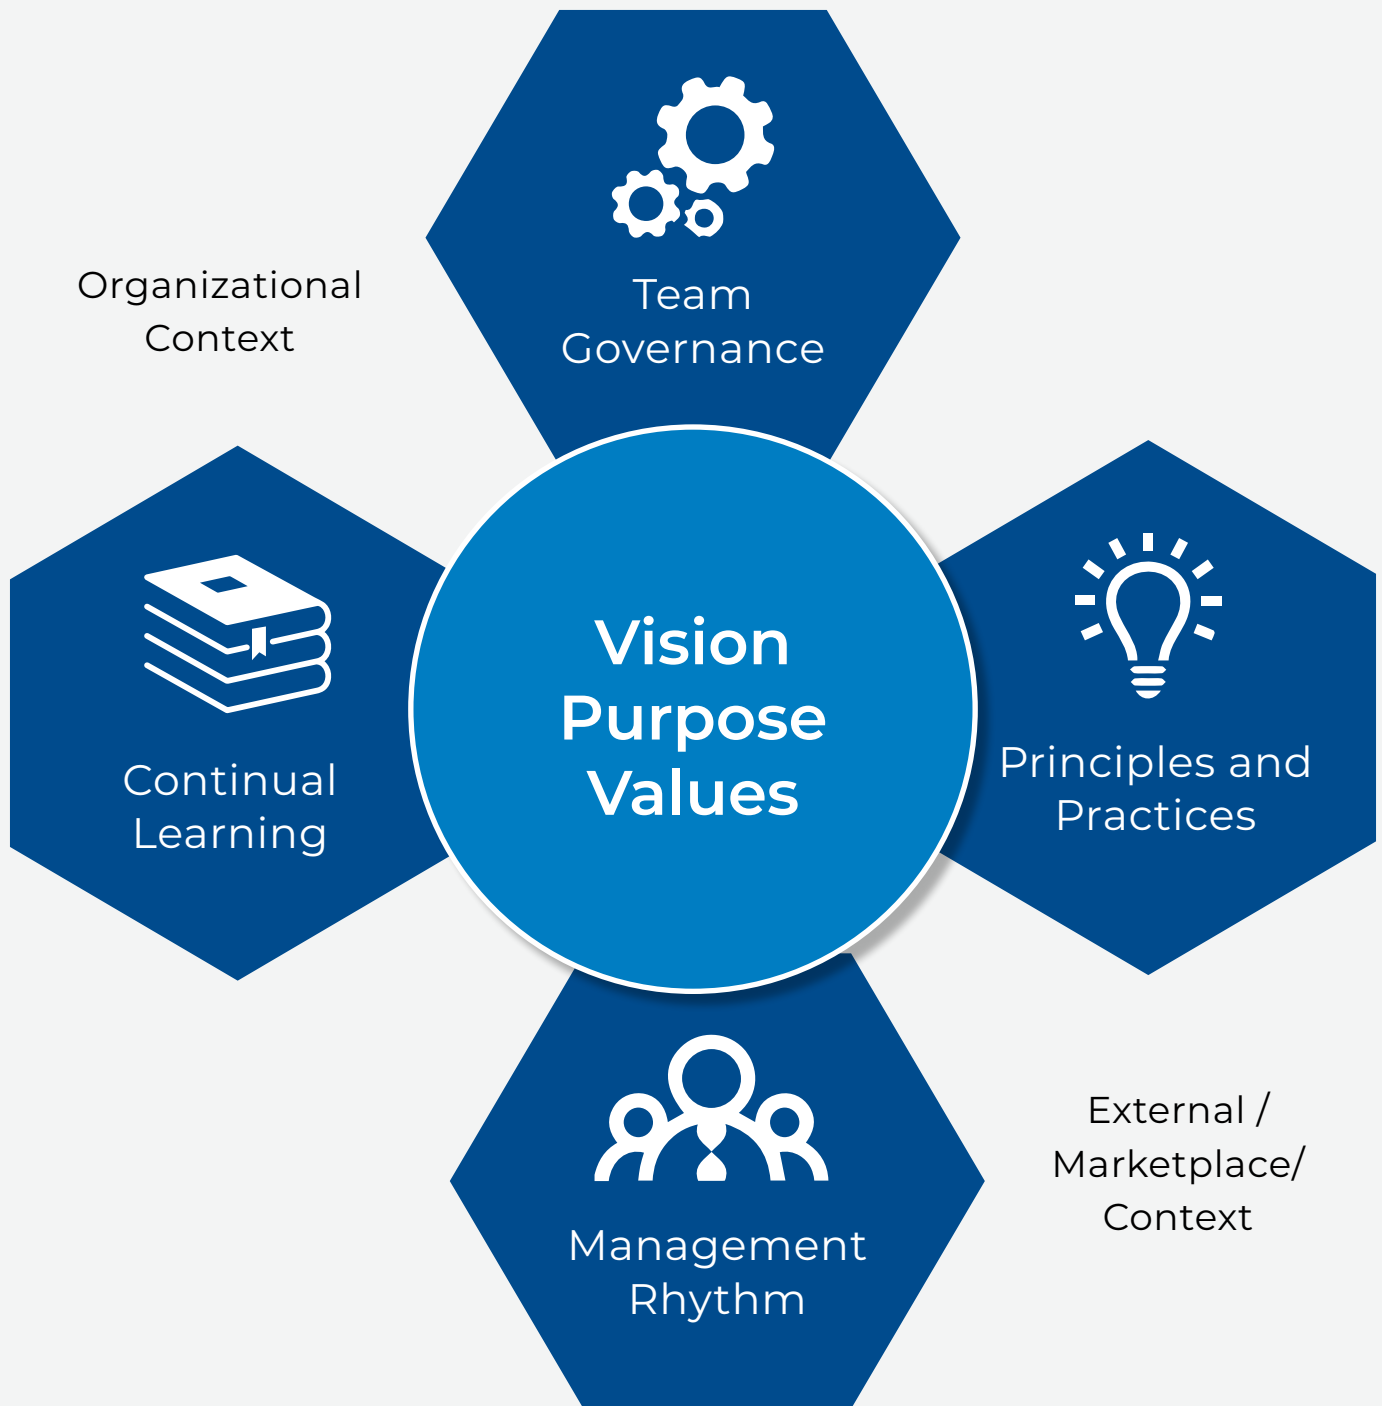 Team
Governance
Organizational
Context
Vision
Purpose
Values
Continual
Learning
Principles and
Practices
Management
Rhythm
External /
Marketplace/
Context